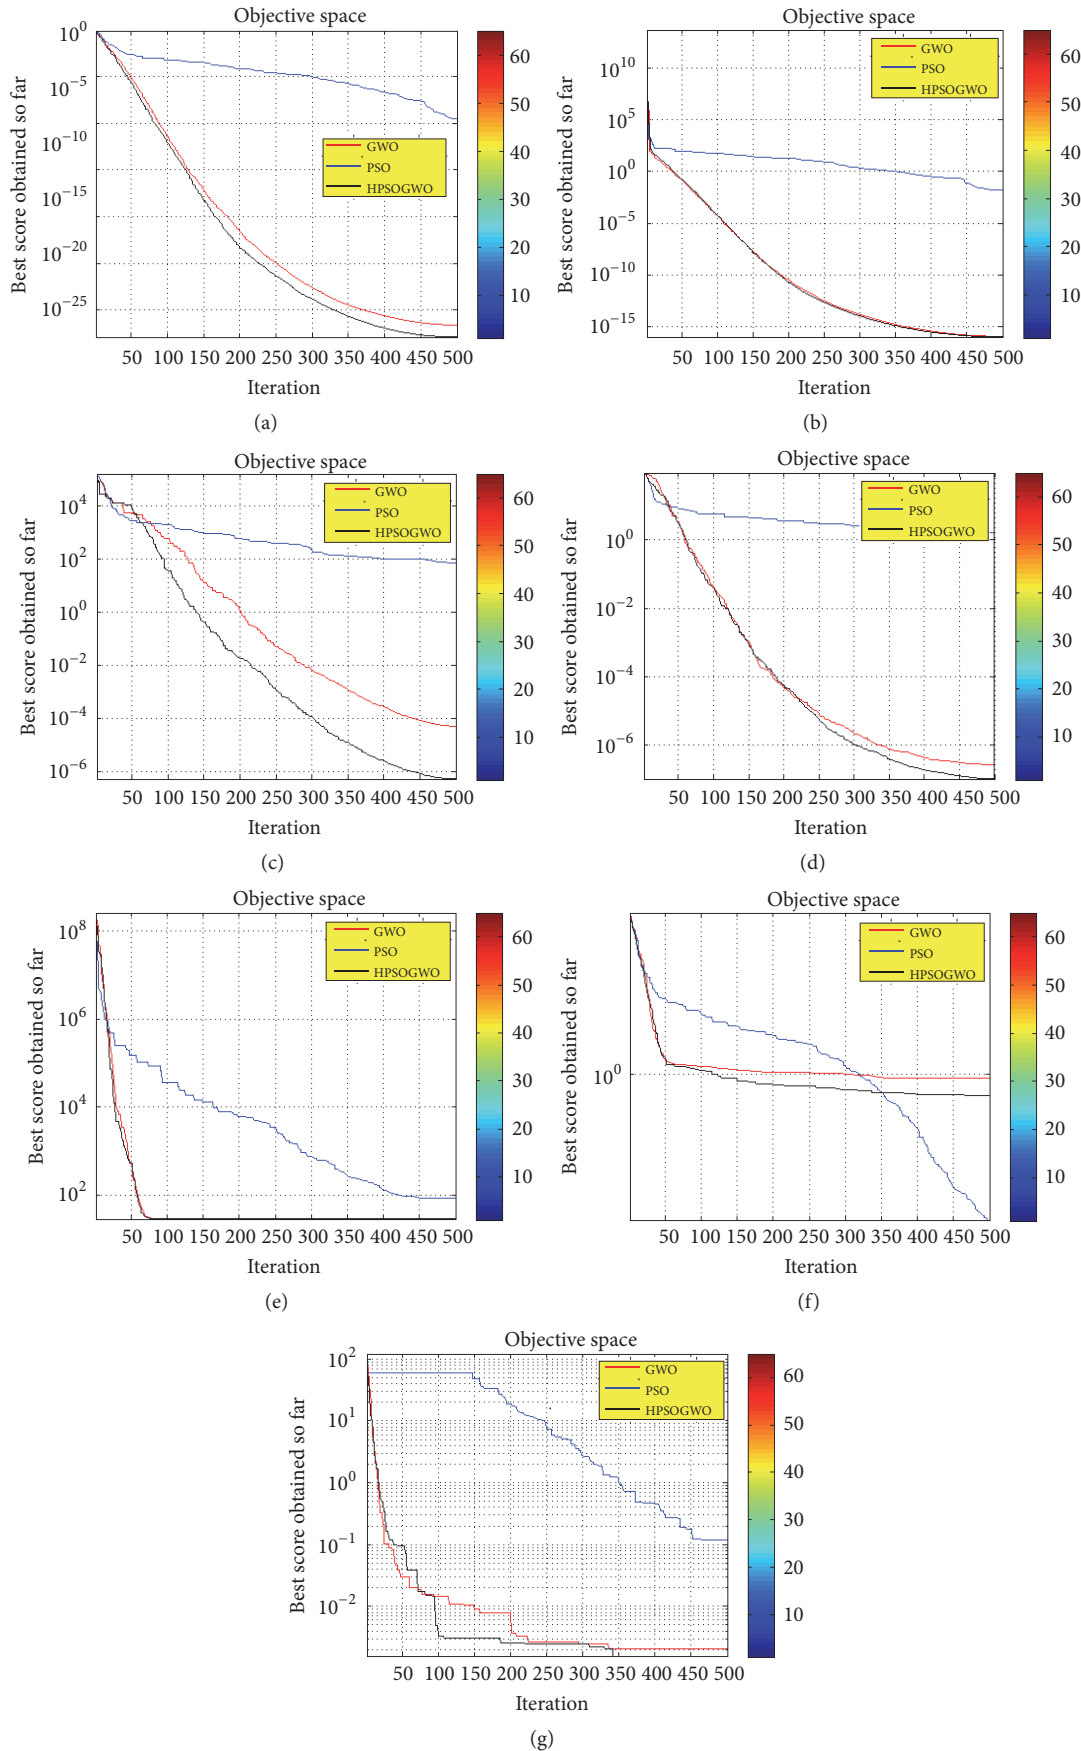 Objective space
Best score obtained so far
10^0
10^−5
10^−10
10^−15
10^−20
10^−25
GWO
PSO
HPSOGWO
50 100 150 200 250 300 350 400 450 500
Iteration
60
50
40
30
20
10
(a)
Objective space
Best score obtained so far
10^10
10^5
10^0
10^−5
10^−10
10^−15
GWO
PSO
HPSOGWO
50 100 150 200 250 300 350 400 450 500
Iteration
60
50
40
30
20
10
(b)
Objective space
Best score obtained so far
10^4
10^2
10^0
10^−2
10^−4
10^−6
GWO
PSO
HPSOGWO
50 100 150 200 250 300 350 400 450 500
Iteration
60
50
40
30
20
10
(c)
Objective space
Best score obtained so far
10^0
10^−2
10^−4
10^−6
GWO
PSO
HPSOGWO
50 100 150 200 250 300 350 400 450 500
Iteration
60
50
40
30
20
10
(d)
Objective space
Best score obtained so far
10^8
10^6
10^4
10^2
GWO
PSO
HPSOGWO
50 100 150 200 250 300 350 400 450 500
Iteration
60
50
40
30
20
10
(e)
Objective space
Best score obtained so far
10^0
GWO
PSO
HPSOGWO
50 100 150 200 250 300 350 400 450 500
Iteration
60
50
40
30
20
10
(f)
Objective space
Best score obtained so far
10^2
10^1
10^0
10^−1
10^−2
GWO
PSO
HPSOGWO
50 100 150 200 250 300 350 400 450 500
Iteration
60
50
40
30
20
10
(g)